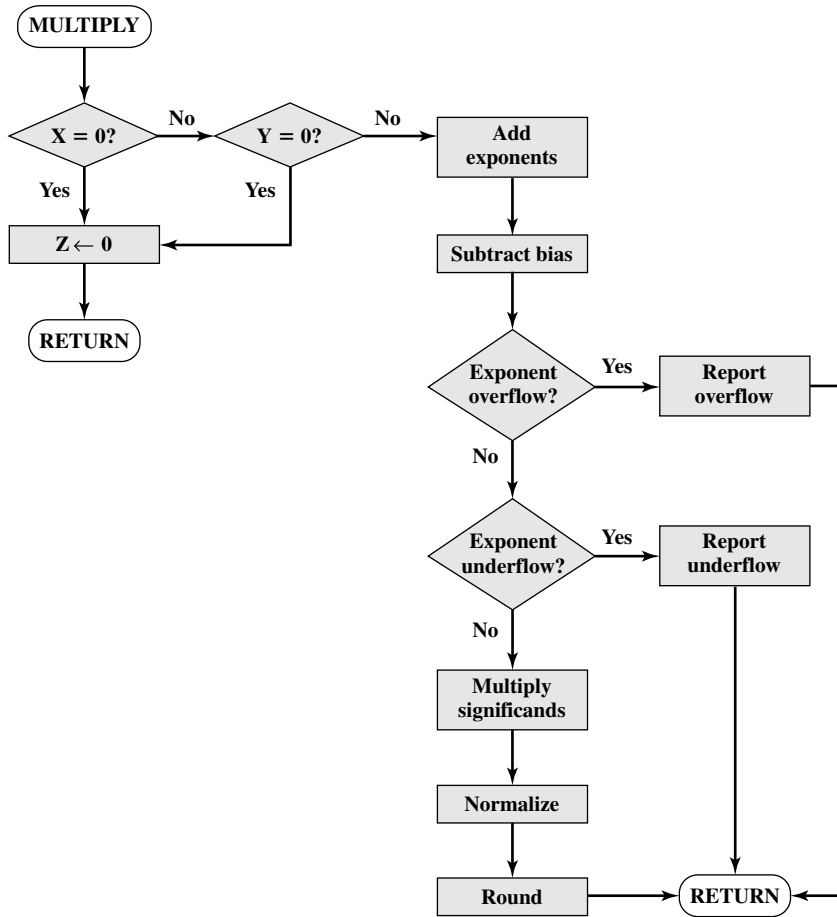 MULTIPLY
X = 0?
No
Y = 0?
No
Add
exponents
Yes
Yes
Z ← 0
Subtract bias
RETURN
Exponent
overflow?
Yes
Report
overflow
No
Exponent
underflow?
Yes
Report
underflow
No
Multiply
significands
Normalize
Round
RETURN